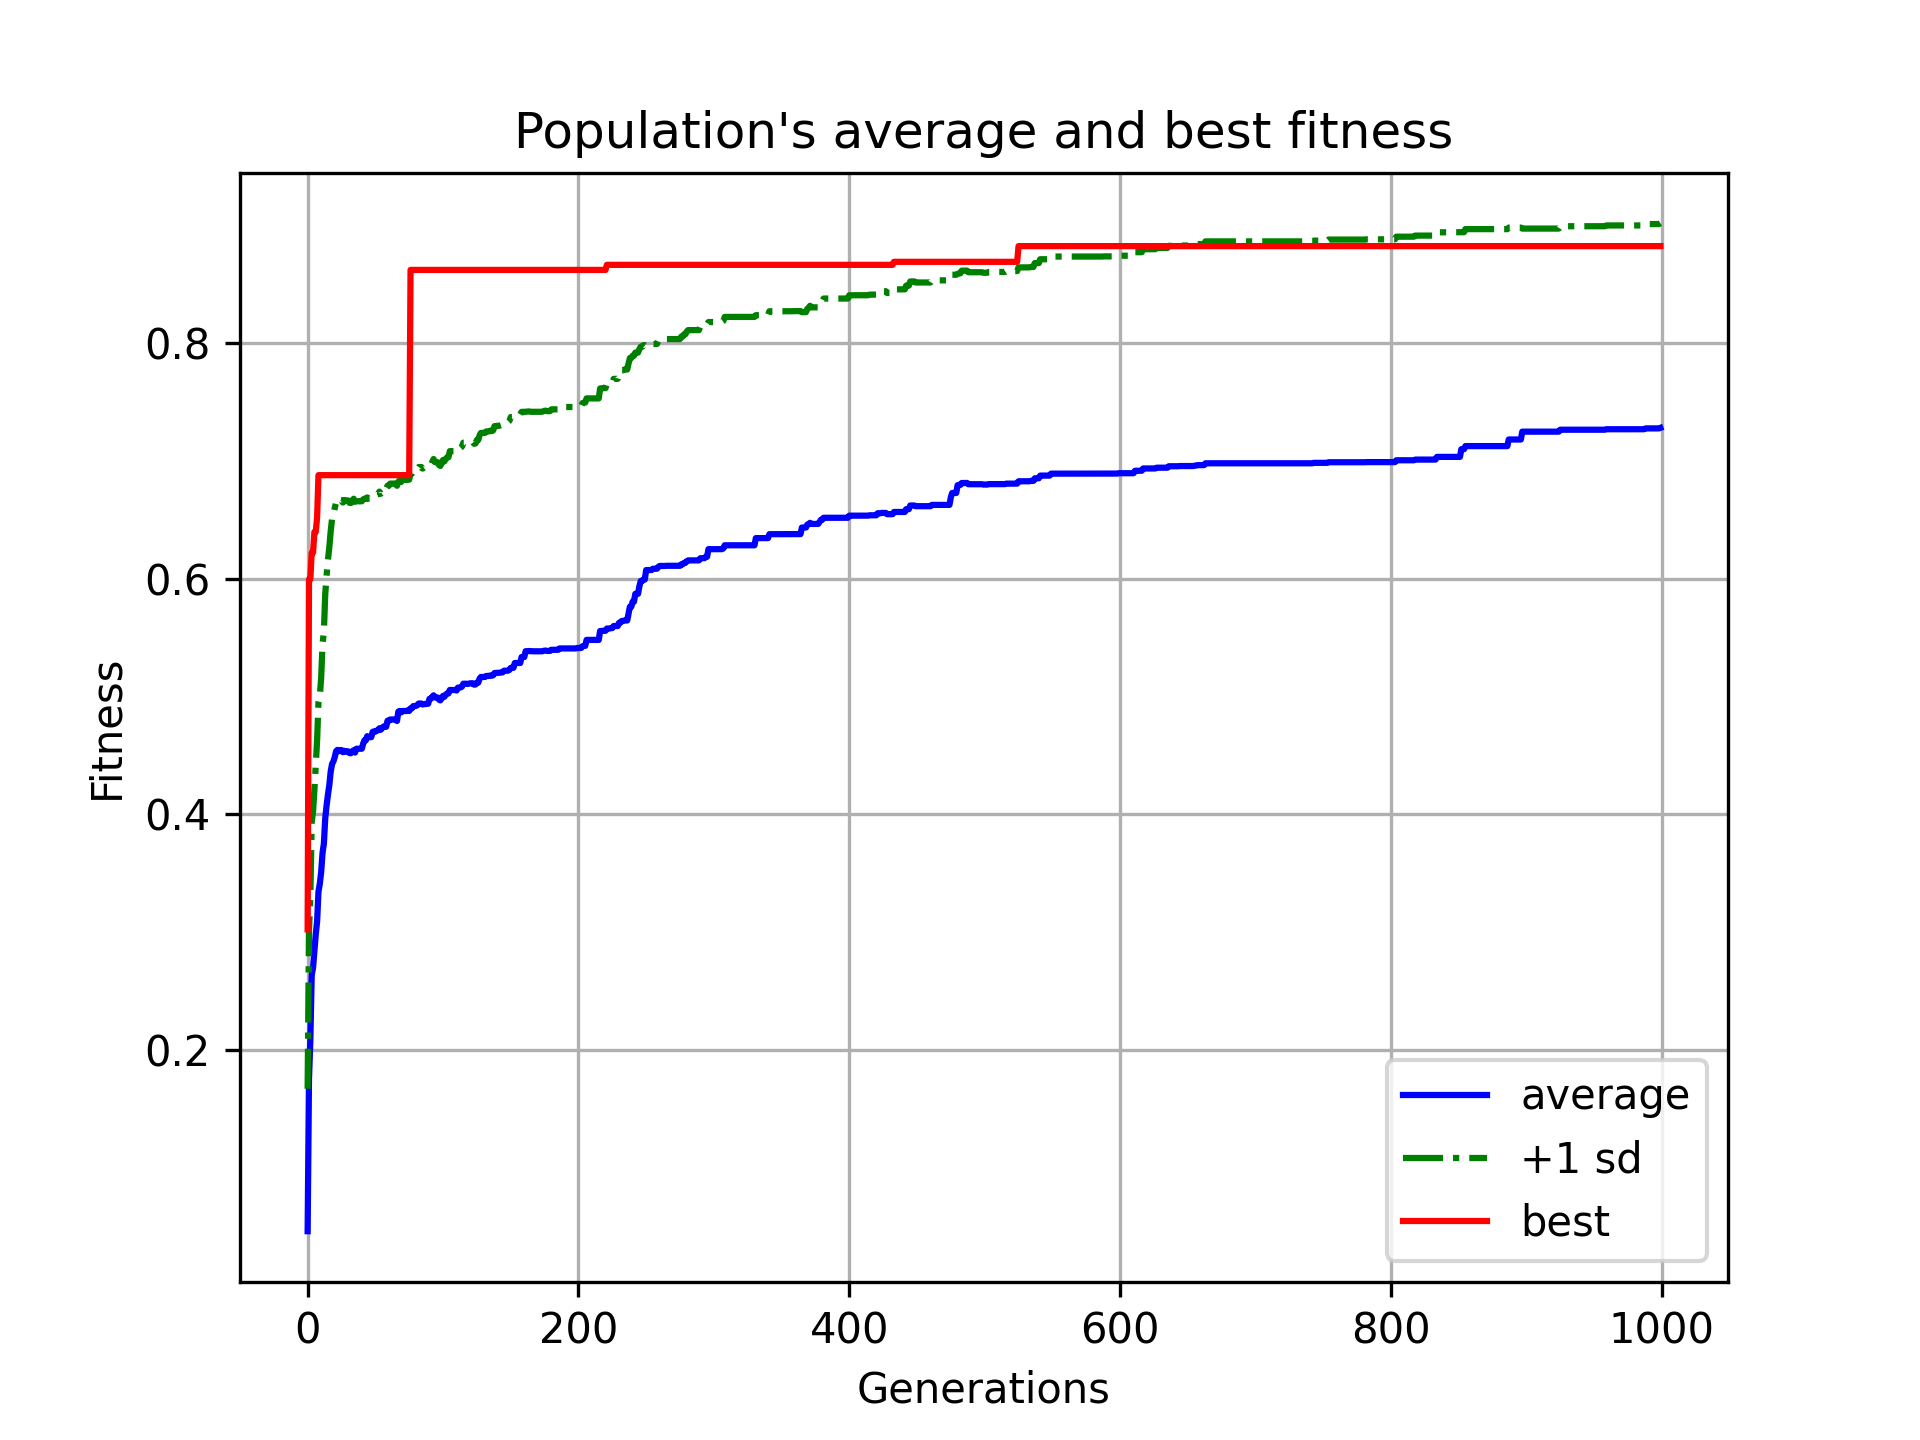 Population's average and best fitness
Fitness
0.8
0.6
0.4
0.2
average
+1 sd
best
0 200 400 600 800 1000
Generations